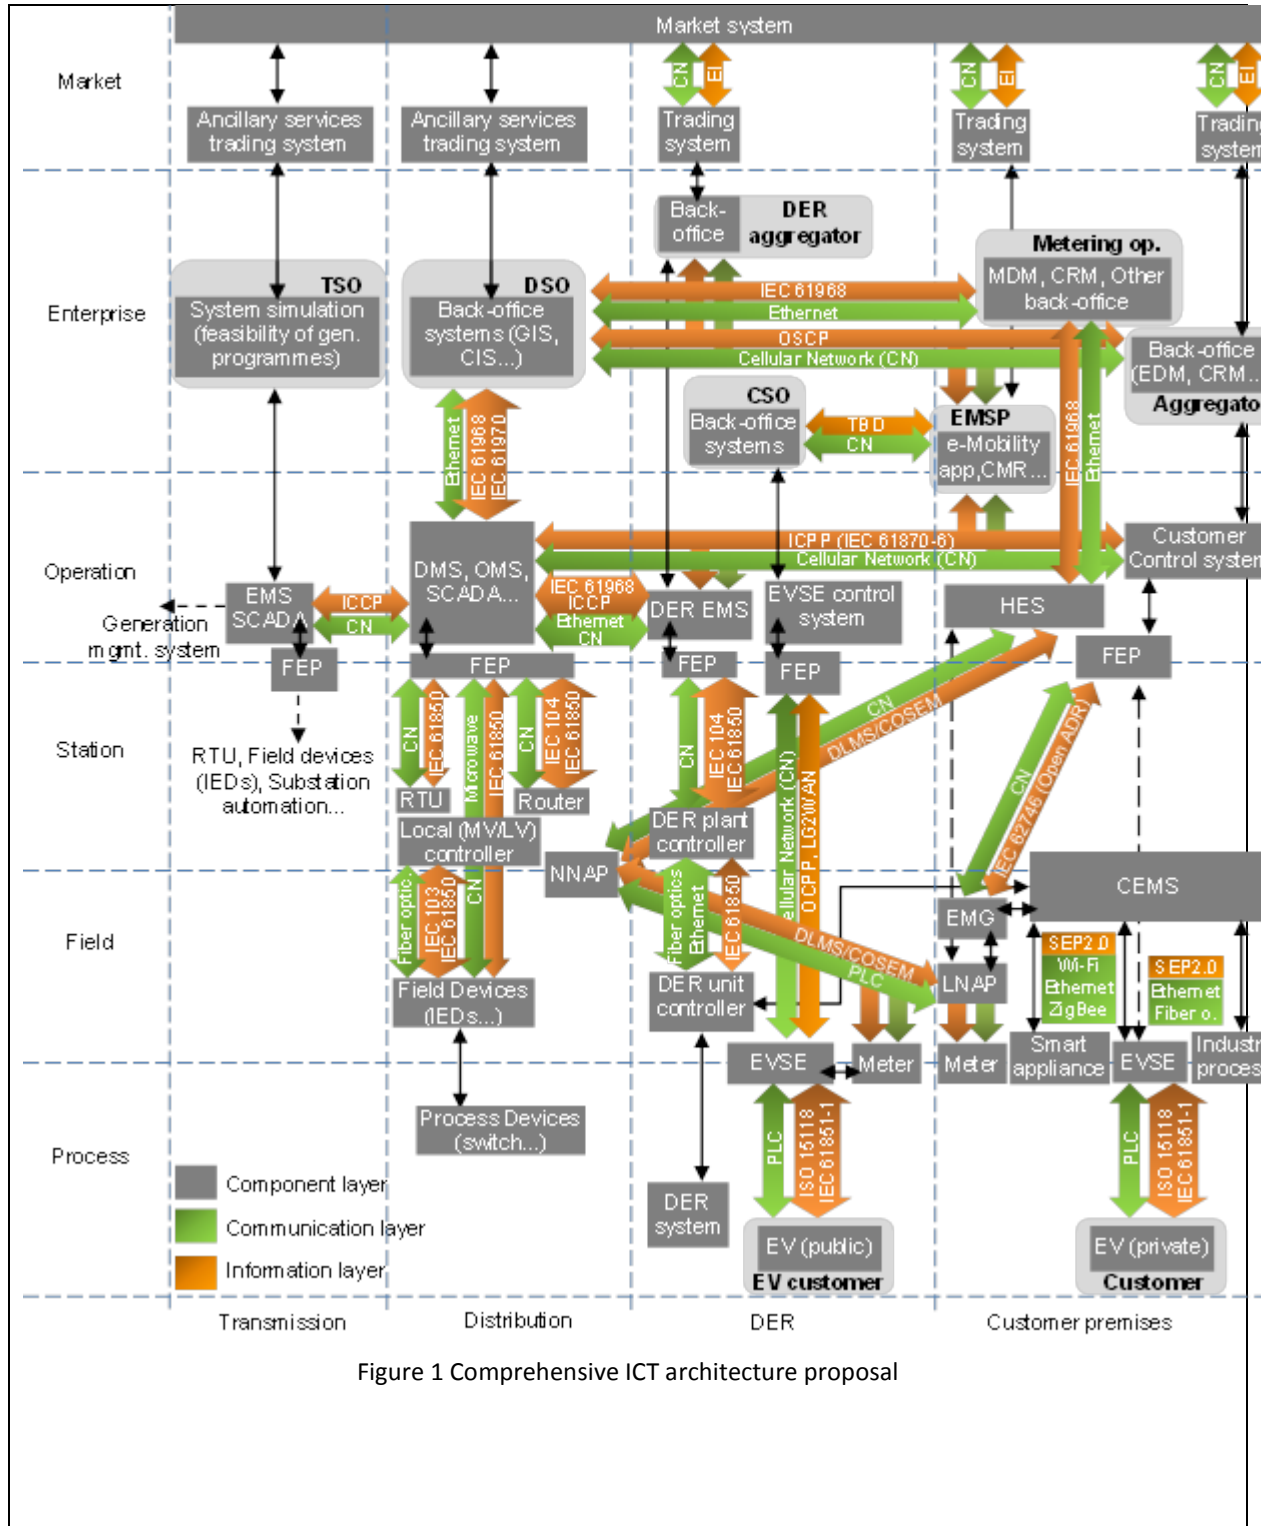 Market system
Market
CN
EI
CN
EI
CN
EI
Ancillary services
trading system
Ancillary services
trading system
Trading
system
Trading
system
Trading
system
Enterprise
Back-
office
DER
aggregator
Metering op.
MDM, CRM, Other
back-office
TSO
System simulation
(feasibility of gen.
programmes)
DSO
Back-office
systems (GIS,
CIS...)
IEC 61968
Ethernet
OSCP
Cellular Network (CN)
Back-office
(EDM, CRM...
Aggregato
CSO
Back-office
systems
TBD
CN
EMSP
e-Mobility
app,CMR...
Ethernet
IEC 61968
IEC 61970
IEC 61968
Ethernet
Operation
DMS, OMS,
SCADA...
ICPP (IEC 61870-6)
Cellular Network (CN)
Customer
Control system
EMS
SCADA
ICCP
CN
IEC 61968
ICCP
Ethernet
CN
DER EMS
EVSE control
system
HES
Generation
mgmt. system
FEP
FEP
FEP
FEP
FEP
Station
RTU, Field devices
(IEDs), Substation
automation...
CN
IEC 61850
Microwave
IEC 61850
CN
IEC 104
IEC 61850
CN
IEC 104
IEC 61850
CN
DLMS/COSEM
CN
IEC 62746 (Open ADR)
RTU
Router
Local (MV/LV)
controller
DER plant
controller
Cellular Network (CN)
OCPP, LG2WAN
NNAP
CEMS
Field
Fiber optic.
IEC 103
IEC 61850
CN
Fiber optics
Ethernet
IEC 61850
DLMS/COSEM
PLC
EMG
LNAP
SEP2.0
Wi-Fi
Ethernet
ZigBee
SEP2.0
Ethernet
Fiber o.
Field Devices
(IEDs...)
DER unit
controller
EVSE
Meter
Meter
Smart
appliance
EVSE
Industr
process
Process
Process Devices
(switch...)
PLC
ISO 15118
IEC 61851-1
PLC
ISO 15118
IEC 61851-1
Component layer
Communication layer
Information layer
DER
system
EV (public)
EV customer
EV (private)
Customer
Transmission
Distribution
DER
Customer premises
Figure 1 Comprehensive ICT architecture proposal